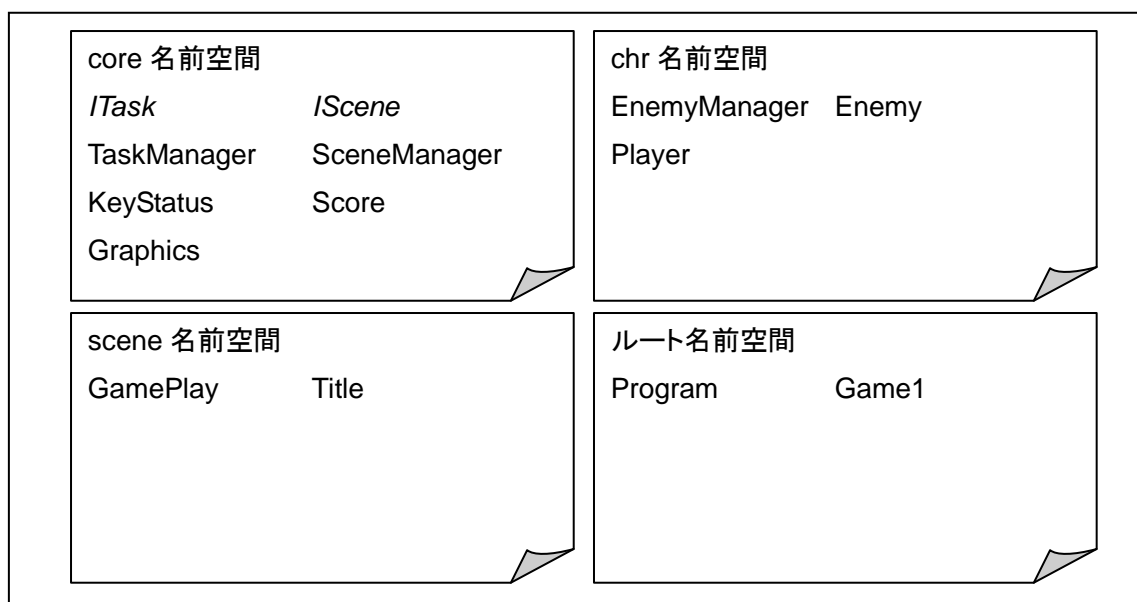 core 名前空間
ITask IScene
TaskManager SceneManager
KeyStatus Score
Graphics
chr 名前空間
EnemyManager Enemy
Player
scene 名前空間
GamePlay Title
ルート名前空間
Program Game1